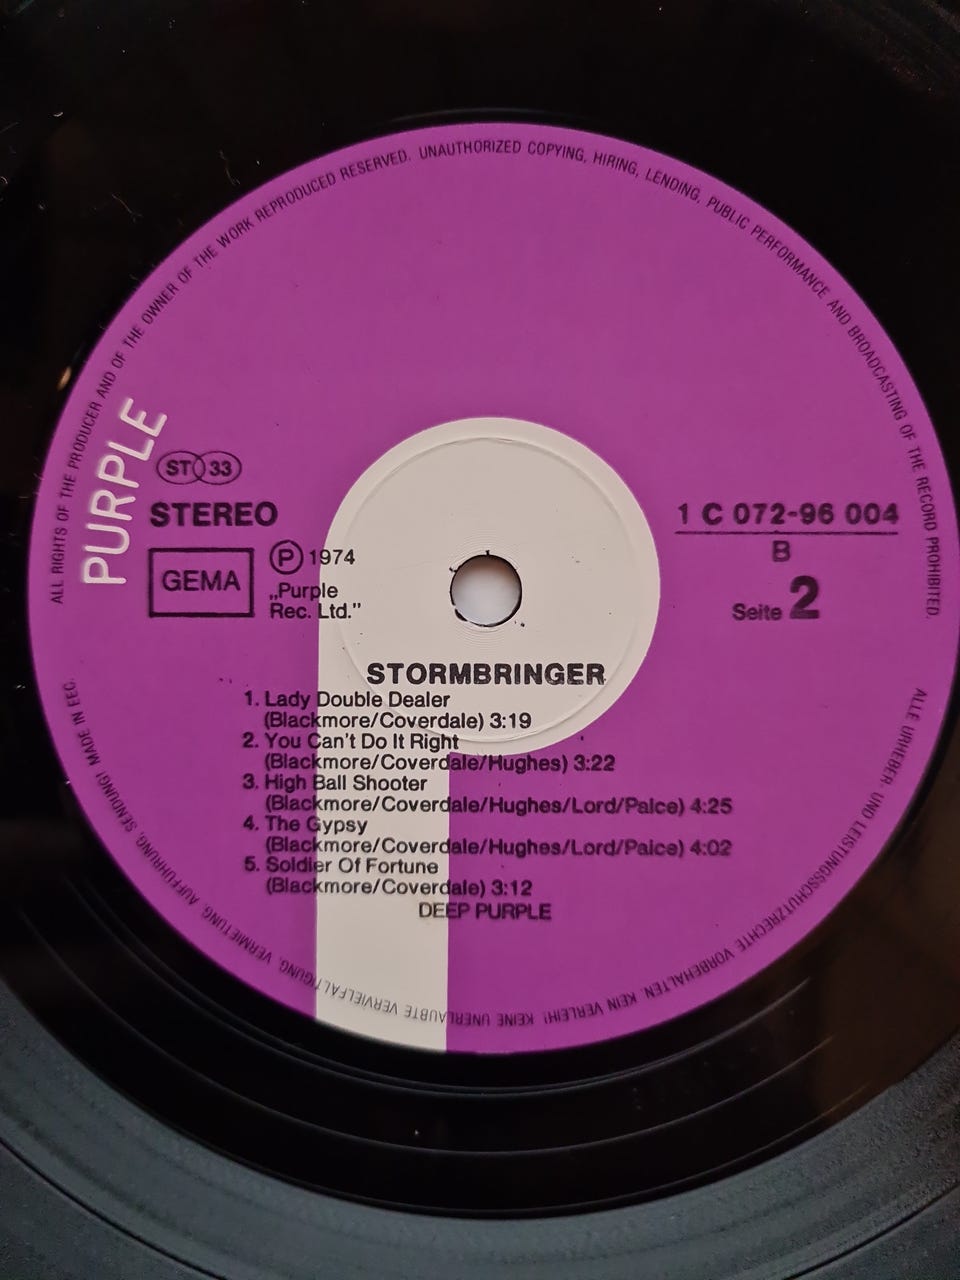 ALL RIGHTS OF THE PRODUCER AND OF THE OWNER OF THE WORK REPRODUCED RESERVED. UNAUTHORIZED COPYING, HIRING, LENDING, PUBLIC PERFORMANCE AND BROADCASTING OF THE RECORD PROHIBITED.
PURPLE
ST 33
STEREO
GEMA
Ⓟ 1974
„Purple
Rec. Ltd.”
1 C 072-96 004
B
Seite 2
STORMBRINGER
1. Lady Double Dealer
(Blackmore/Coverdale) 3:19
2. You Can't Do It Right
(Blackmore/Coverdale/Hughes) 3:22
3. High Ball Shooter
(Blackmore/Coverdale/Hughes/Lord/Paice) 4:25
4. The Gypsy
(Blackmore/Coverdale/Hughes/Lord/Paice) 4:02
5. Soldier Of Fortune
(Blackmore/Coverdale) 3:12
DEEP PURPLE
ALLE URHEBER- UND LEISTUNGSSCHUTZRECHTE VORBEHALTEN. KEIN VERLEIH! KEINE UNERLAUBTE VERVIELFÄLTIGUNG, VERMIETUNG, AUFFÜHRUNG, SENDUNG! MADE IN EEC.